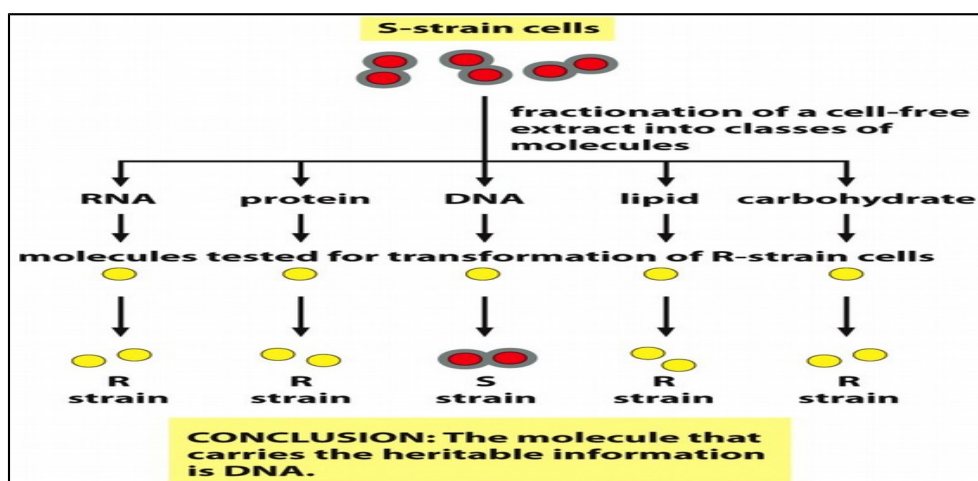 S-strain cells
fractionation of a cell-free
extract into classes of
molecules
RNA protein DNA lipid carbohydrate
molecules tested for transformation of R-strain cells
R R S R R
strain strain strain strain strain
CONCLUSION: The molecule that
carries the heritable information
is DNA.